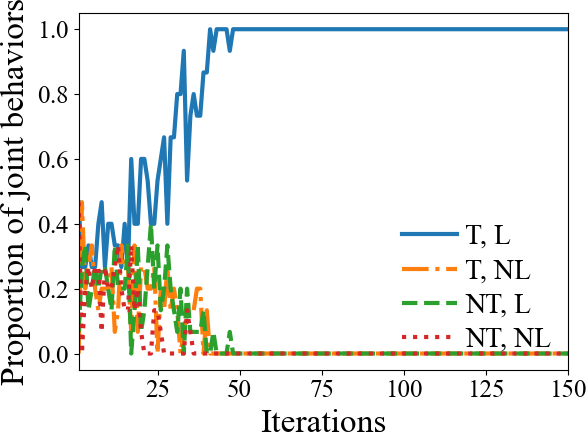 Proportion of joint behaviors
1.0
0.8
0.6
0.4
0.2
0.0
T, L
T, NL
NT, L
NT, NL
25 50 75 100 125 150
Iterations